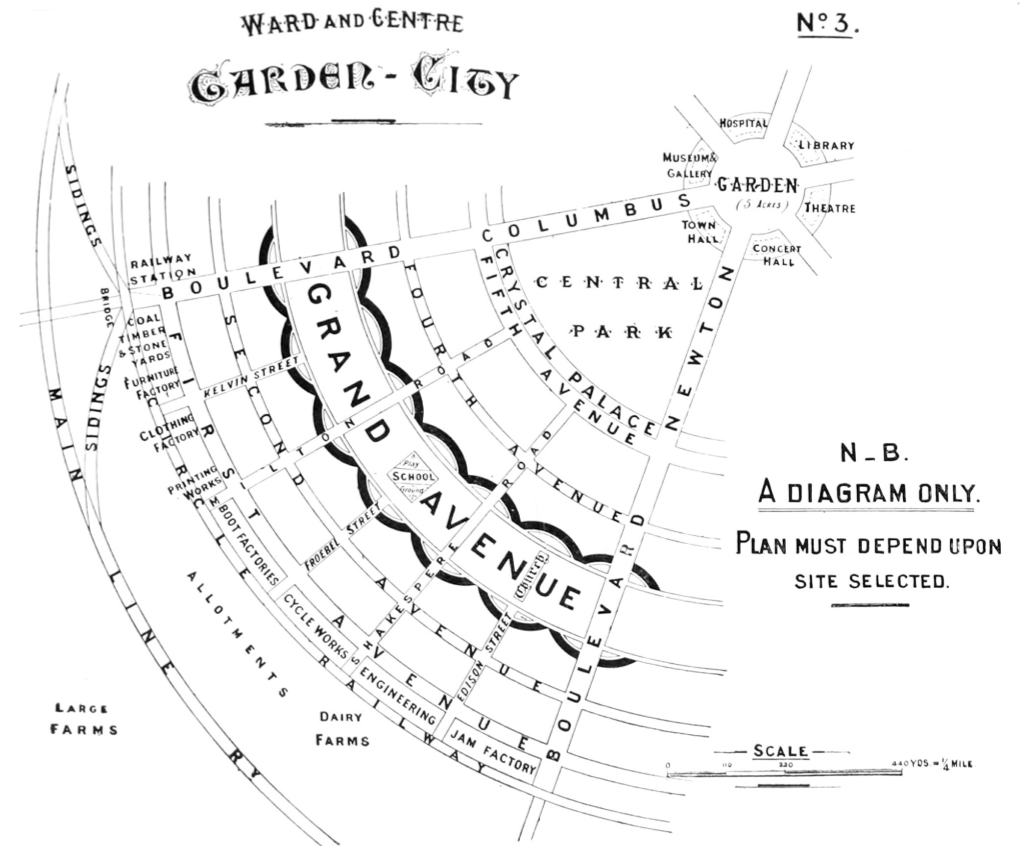 WARD AND CENTRE
GARDEN-CITY
Nº 3.
HOSPITAL
LIBRARY
MUSEUM &
GALLERY
GARDEN
(5 ACRES)
THEATRE
TOWN
HALL
CONCERT
HALL
BOULEVARD COLUMBUS
CENTRAL
PARK
CRYSTAL PALACE
FIFTH AVENUE
FOURTH AVENUE
GRAND AVENUE
SECOND AVENUE
FIRST AVENUE
BOULEVARD NEWTON
SIDINGS
RAILWAY
STATION
BRIDGE
COAL
TIMBER
& STONE
YARDS
FURNITURE
FACTORY
CLOTHING
FACTORY
PRINTING
WORKS
BOOT FACTORIES
CYCLE WORKS
ENGINEERING
JAM FACTORY
CIRCLE RAILWAY
SIDINGS
MAIN LINE RY
KELVIN STREET
MILTON ROAD
Play
SCHOOL
Ground
FROEBEL STREET
SHAKESPERE ROAD
Church
EDISON STREET
ALLOTMENTS
LARGE
FARMS
DAIRY
FARMS
N-B.
A DIAGRAM ONLY.
PLAN MUST DEPEND UPON
SITE SELECTED.
SCALE
0 110 220 440 YDS. = ¼ MILE